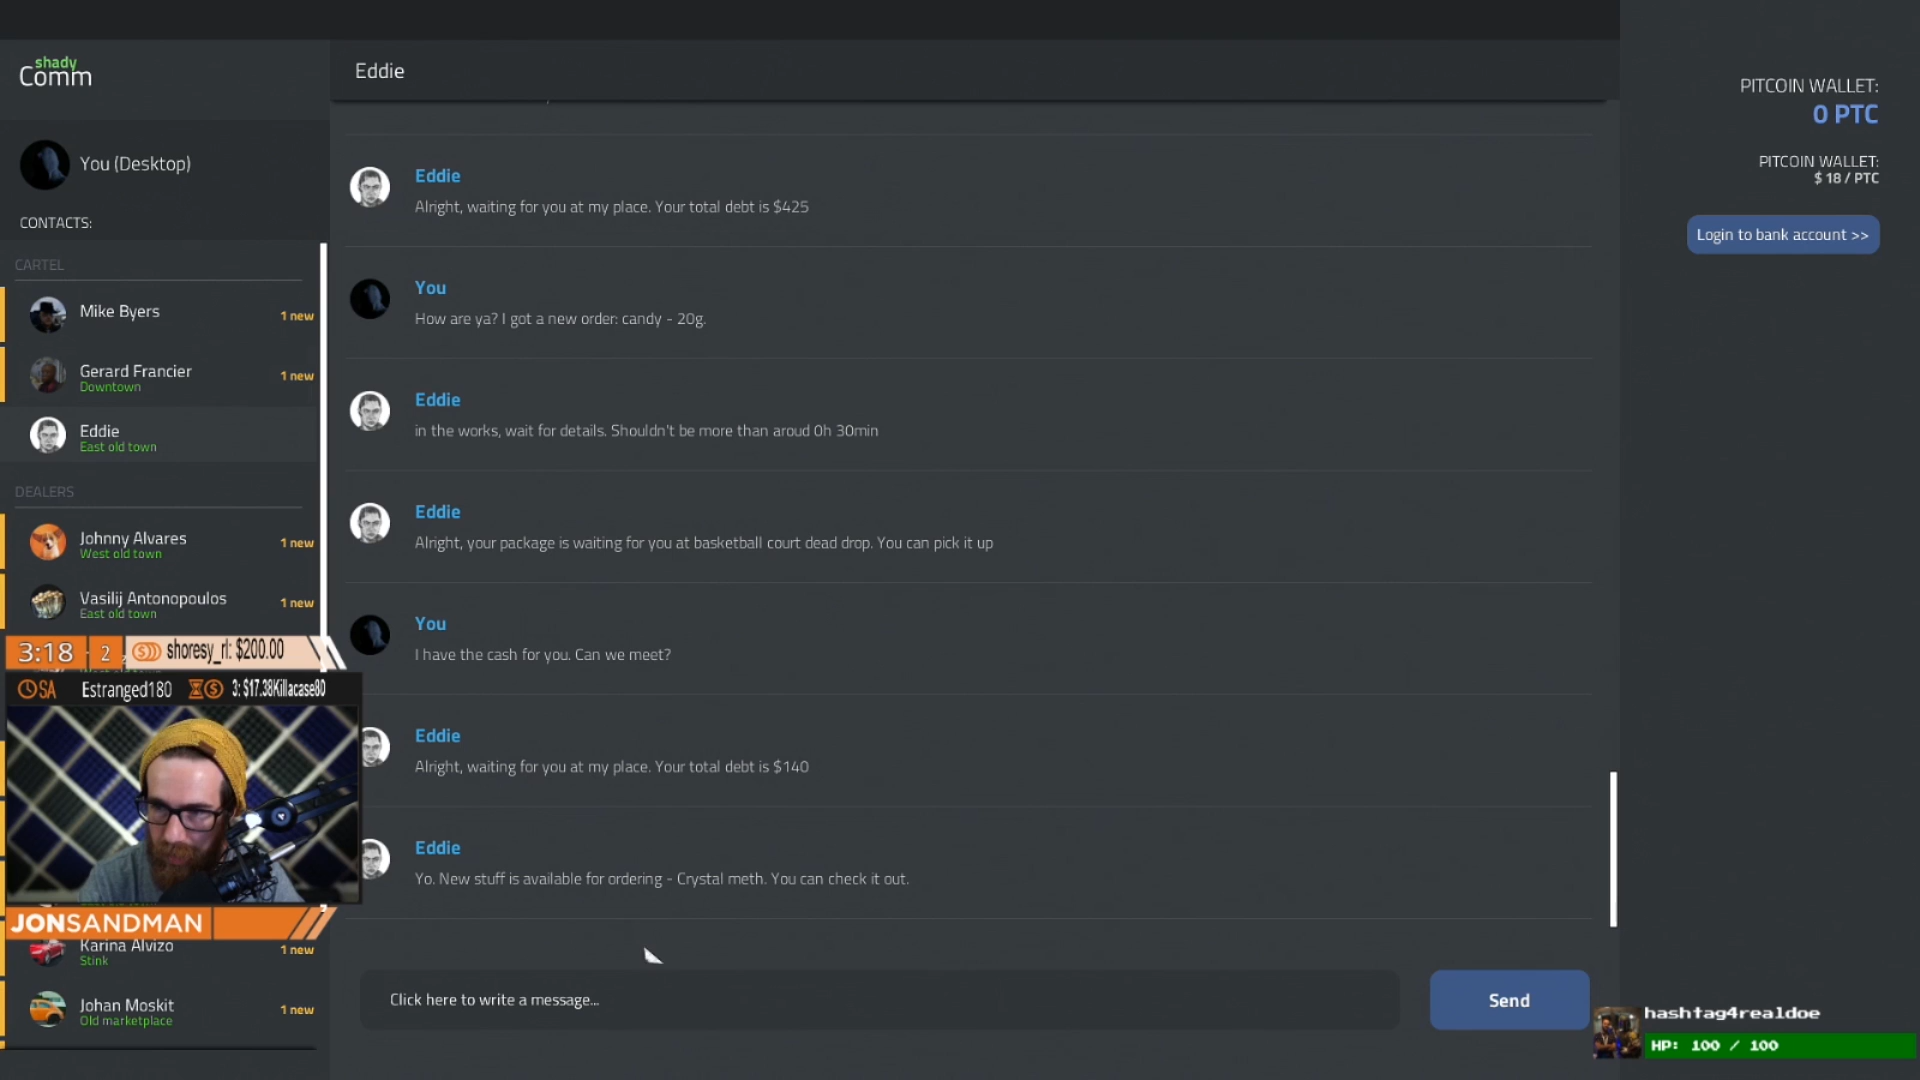 shady
Comm
You (Desktop)
CONTACTS:
CARTEL
Mike Byers
1 new
Gerard Francier
Downtown
1 new
Eddie
East old town
DEALERS
Johnny Alvares
West old town
1 new
Vasilij Antonopoulos
East old town
1 new
3:18
2
shoresy_rl: $200.00
SA
Estranged180
3: $17.38Killacase80
JONSANDMAN
Karina Alvizo
Stink
1 new
Johan Moskit
Old marketplace
1 new
Eddie
Eddie
Alright, waiting for you at my place. Your total debt is $425
You
How are ya? I got a new order: candy - 20g.
Eddie
in the works, wait for details. Shouldn't be more than aroud 0h 30min
Eddie
Alright, your package is waiting for you at basketball court dead drop. You can pick it up
You
I have the cash for you. Can we meet?
Eddie
Alright, waiting for you at my place. Your total debt is $140
Eddie
Yo. New stuff is available for ordering - Crystal meth. You can check it out.
Click here to write a message...
Send
PITCOIN WALLET:
0 PTC
PITCOIN WALLET:
$ 18 / PTC
Login to bank account >>
hashtag4realdoe
HP: 100 / 100